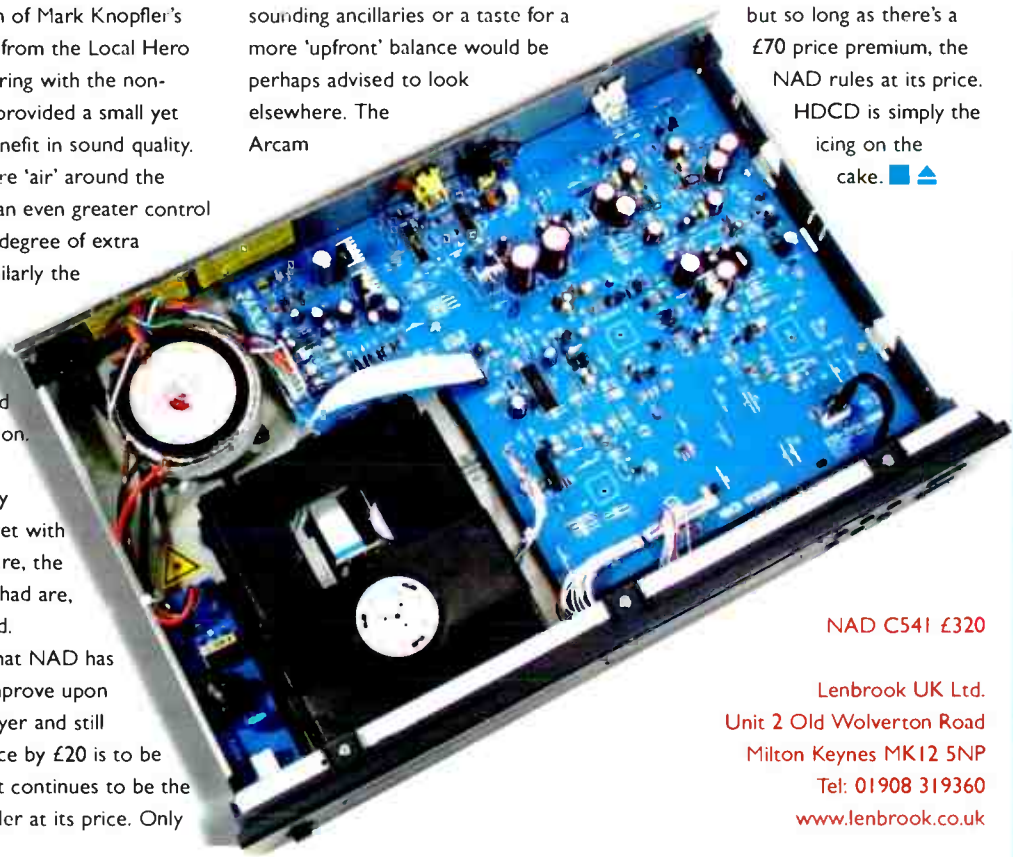 n of Mark Knopfler's
from the Local Hero
ring with the non-
provided a small yet
nefit in sound quality.
re 'air' around the
an even greater control
degree of extra
ilarly the
d
on.
y
et with
re, the
had are,
d.
hat NAD has
nprove upon
yer and still
ce by £20 is to be
t continues to be the
ler at its price. Only
sounding ancillaries or a taste for a
more 'upfront' balance would be
perhaps advised to look
elsewhere. The
Arcam
but so long as there's a
£70 price premium, the
NAD rules at its price.
HDCD is simply the
icing on the
cake.
NAD C541 £320
Lenbrook UK Ltd.
Unit 2 Old Wolverton Road
Milton Keynes MK12 5NP
Tel: 01908 319360
www.lenbrook.co.uk